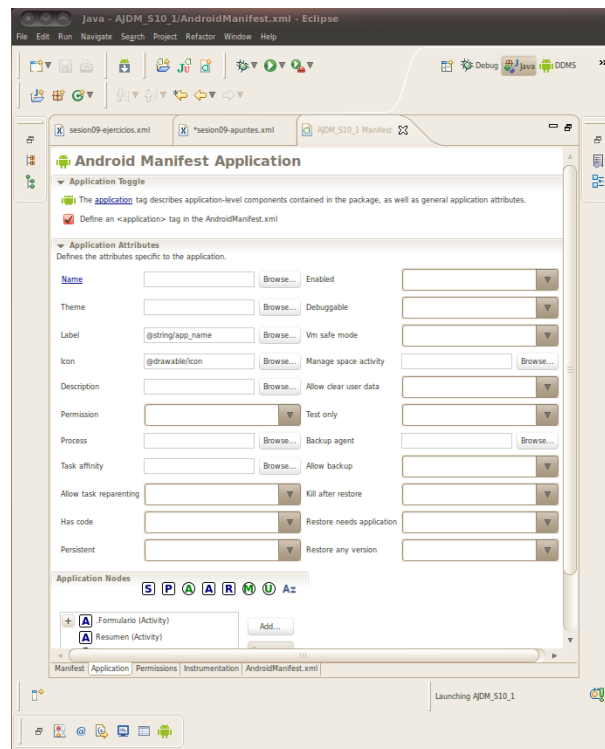 Java - AJDM_S10_1/AndroidManifest.xml - Eclipse
File Edit Run Navigate Search Project Refactor Window Help
Debug Java DDMS »
sesion09-ejercicios.xml *sesion09-apuntes.xml AJDM_S10_1 Manifest
Android Manifest Application
Application Toggle
The application tag describes application-level components contained in the package, as well as general application attributes.
Define an <application> tag in the AndroidManifest.xml
Application Attributes
Defines the attributes specific to the application.
Name Browse... Enabled
Theme Browse... Debuggable
Label @string/app_name Browse... Vm safe mode
Icon @drawable/icon Browse... Manage space activity Browse...
Description Browse... Allow clear user data
Permission Test only
Process Browse... Backup agent Browse...
Task affinity Browse... Allow backup
Allow task reparenting Kill after restore
Has code Restore needs application
Persistent Restore any version
Application Nodes
S P A A R M U Az
A .Formulario (Activity) Add...
A Resumen (Activity)
Manifest Application Permissions Instrumentation AndroidManifest.xml
Launching AJDM_S10_1